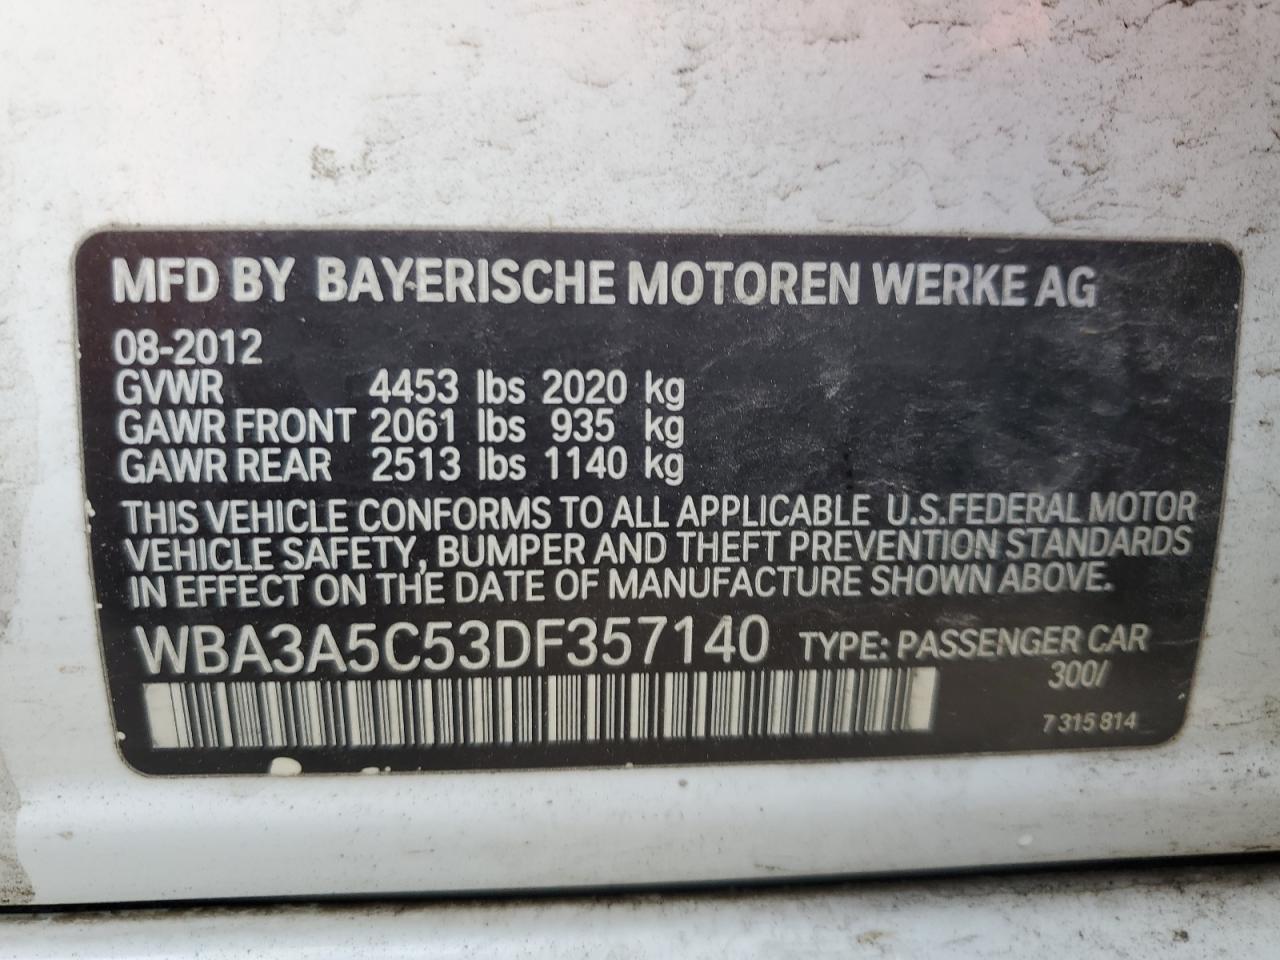 MFD BY BAYERISCHE MOTOREN WERKE AG
08-2012
GVWR 4453 lbs 2020 kg
GAWR FRONT 2061 lbs 935 kg
GAWR REAR 2513 lbs 1140 kg
THIS VEHICLE CONFORMS TO ALL APPLICABLE U.S.FEDERAL MOTOR
VEHICLE SAFETY, BUMPER AND THEFT PREVENTION STANDARDS
IN EFFECT ON THE DATE OF MANUFACTURE SHOWN ABOVE.
WBA3A5C53DF357140 TYPE: PASSENGER CAR
300/
7 315 814